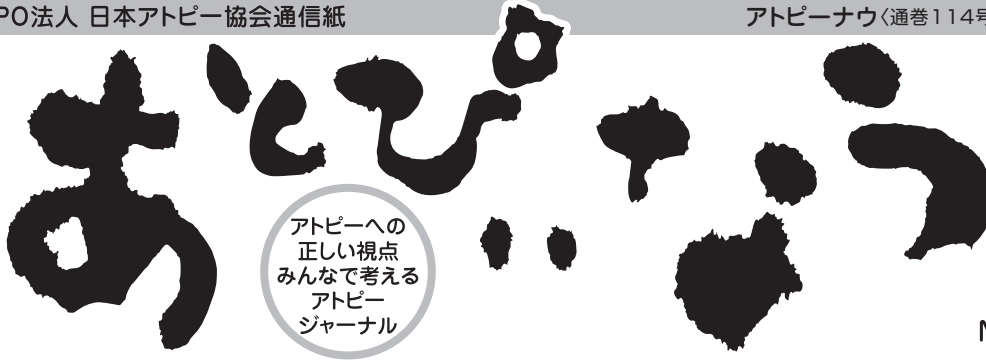 PO法人 日本アトピー協会通信紙
アトピーナウ〈通巻114号
あとぴいなう
アトピーへの
正しい視点
みんなで考える
アトピー
ジャーナル